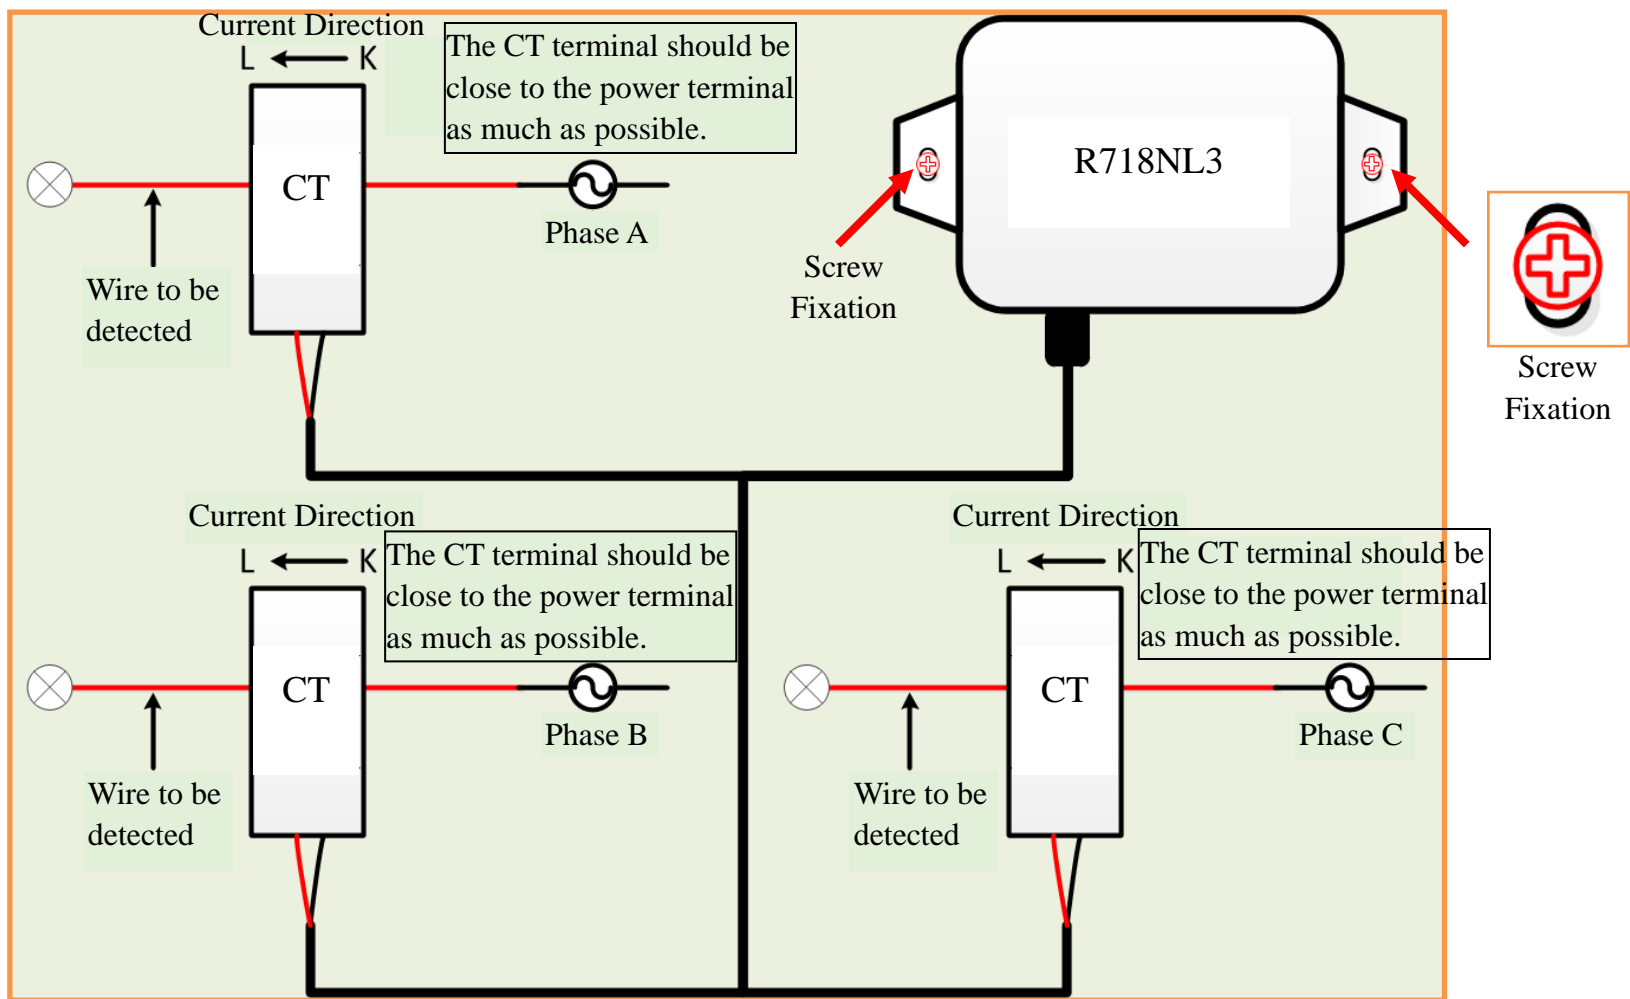 Current Direction
L K
The CT terminal should be
close to the power terminal
as much as possible.
CT
Phase A
Wire to be
detected
R718NL3
Screw
Fixation
Screw
Fixation
Current Direction
L K
The CT terminal should be
close to the power terminal
as much as possible.
CT
Phase B
Wire to be
detected
Current Direction
L K
The CT terminal should be
close to the power terminal
as much as possible.
CT
Phase C
Wire to be
detected